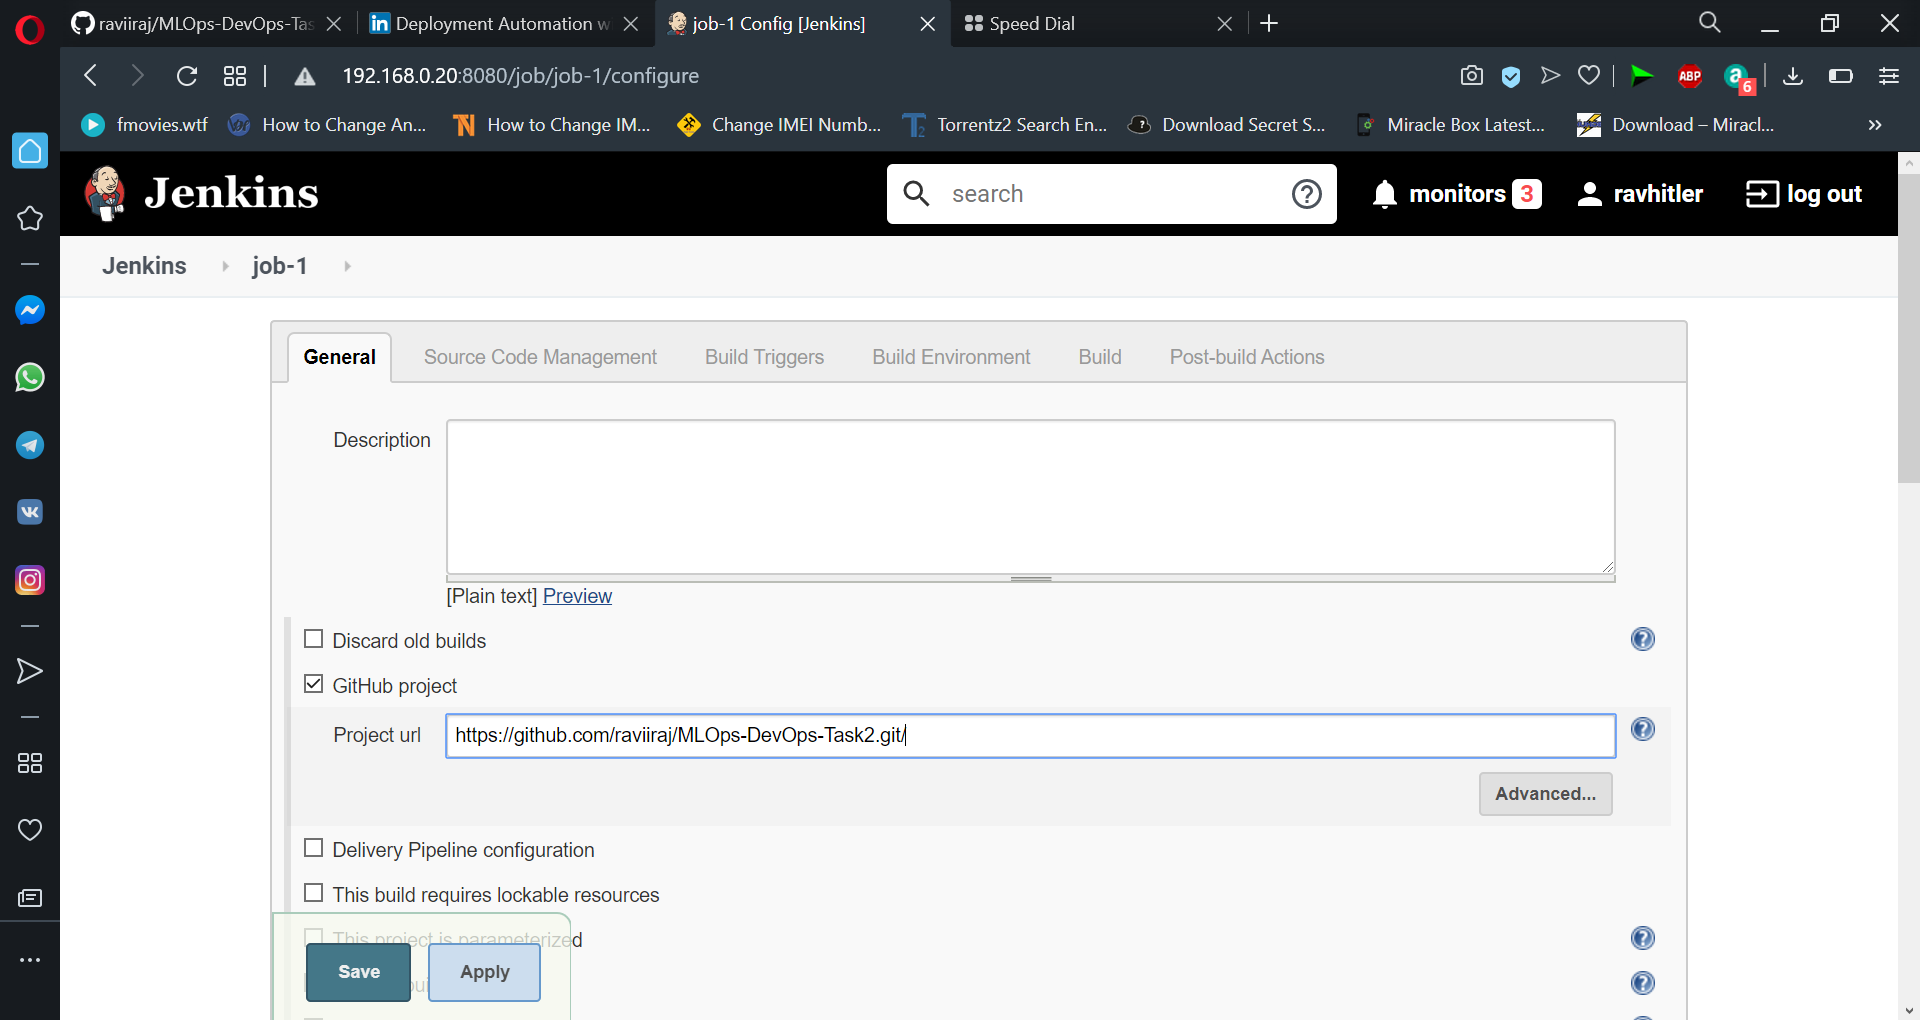 raviiraj/MLOps-DevOps-Tas
Deployment Automation w
job-1 Config [Jenkins]
Speed Dial
192.168.0.20:8080/job/job-1/configure
ABP
a
6
fmovies.wtf
How to Change An...
How to Change IM...
Change IMEI Numb...
Torrentz2 Search En...
Download Secret S...
Miracle Box Latest...
Download – Miracl...
Jenkins
search
monitors 3
ravhitler
log out
Jenkins
job-1
General
Source Code Management
Build Triggers
Build Environment
Build
Post-build Actions
Description
[Plain text] Preview
Discard old builds
GitHub project
Project url
https://github.com/raviiraj/MLOps-DevOps-Task2.git/
Advanced...
Delivery Pipeline configuration
This build requires lockable resources
This project is parameterized
Save
Apply